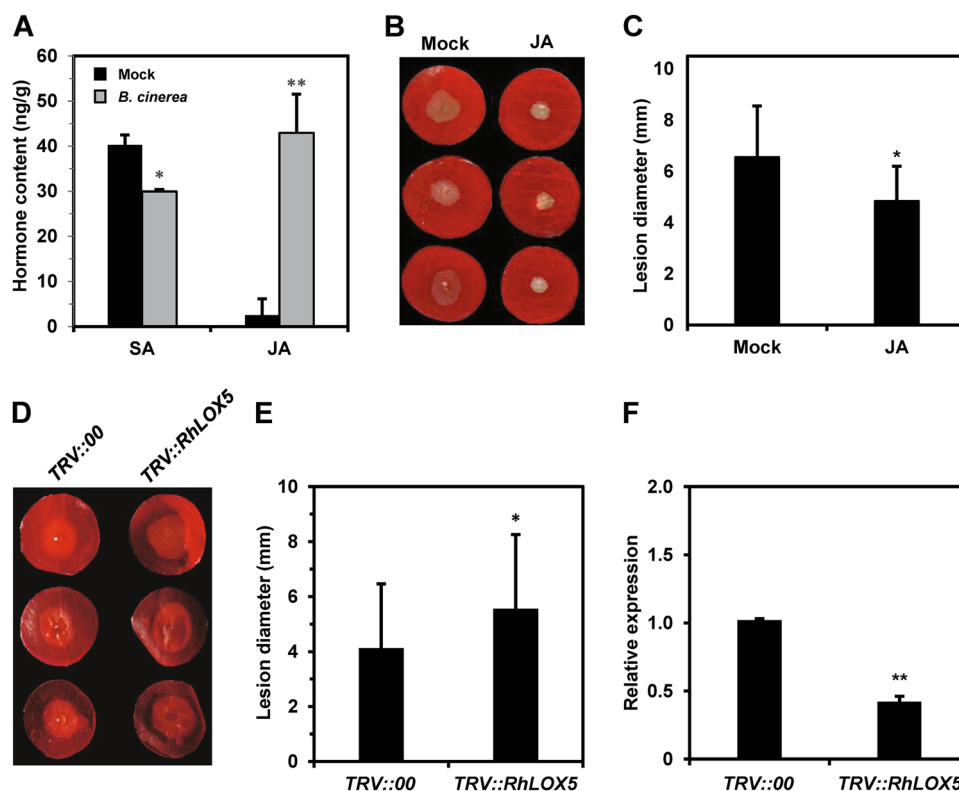 A
60
50
40
30
20
10
0
Hormone content (ng/g)
Mock
B. cinerea
*
**
SA
JA
B
Mock
JA
C
10
8
6
4
2
0
Lesion diameter (mm)
*
Mock
JA
D
TRV::00
TRV::RhLOX5
E
10
8
6
4
2
0
Lesion diameter (mm)
*
TRV::00
TRV::RhLOX5
F
2.0
1.5
1.0
0.5
0
Relative expression
**
TRV::00
TRV::RhLOX5